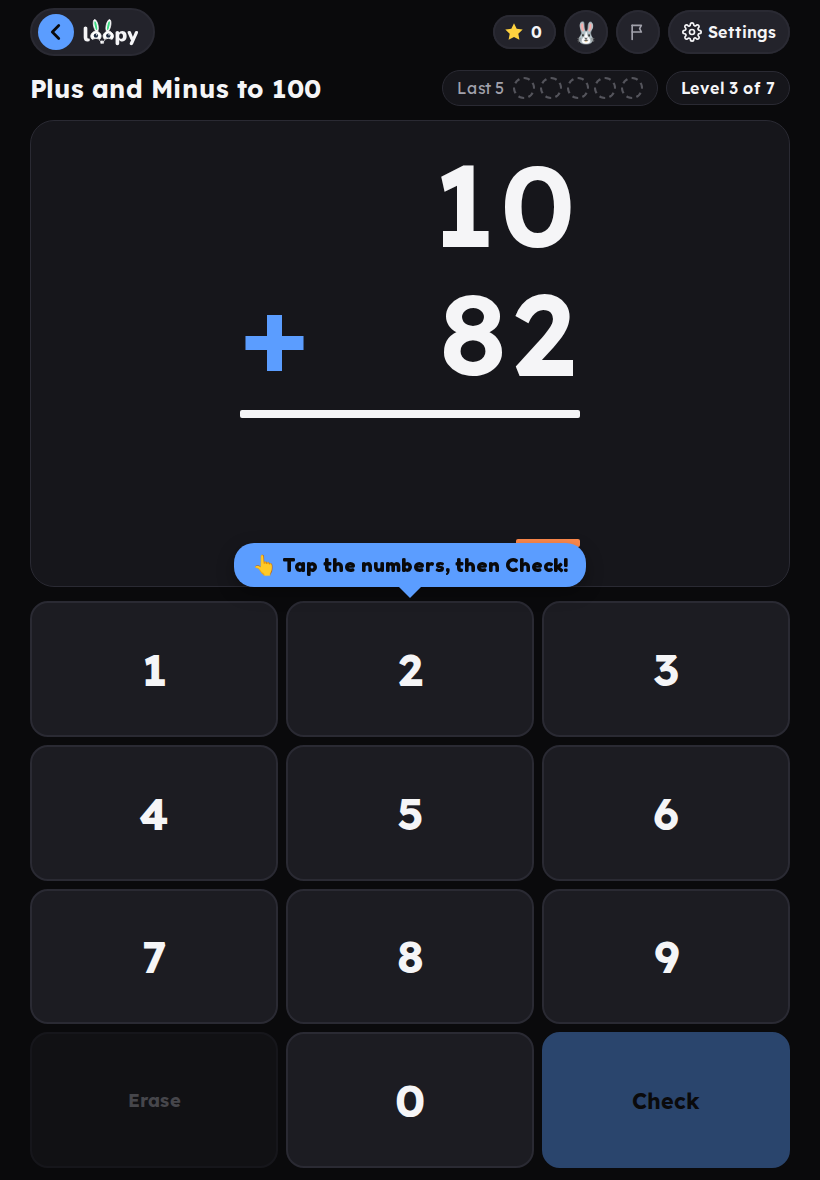 loopy
⭐ 0
Settings
Plus and Minus to 100
Last 5
Level 3 of 7
10
+ 82
👆 Tap the numbers, then Check!
1 2 3
4 5 6
7 8 9
Erase 0 Check